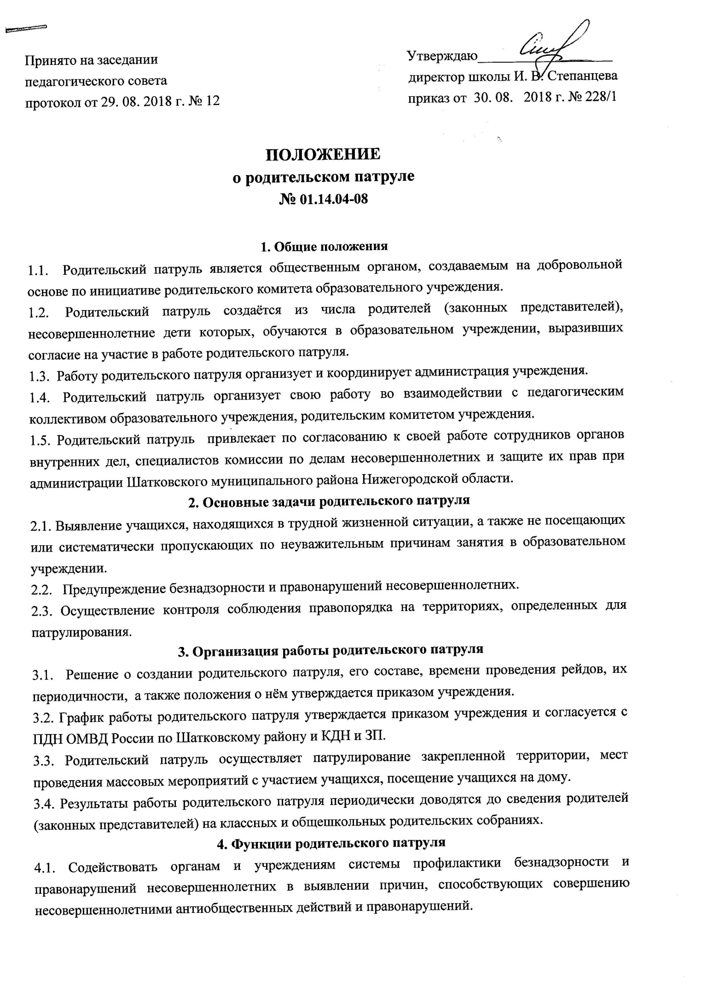 Принято на заседании
педагогического совета
протокол от 29. 08. 2018 г. № 12
Утверждаю
директор школы И. В. Степанцева
приказ от 30. 08. 2018 г. № 228/1
ПОЛОЖЕНИЕ
о родительском патруле
№ 01.14.04-08
1. Общие положения
1.1. Родительский патруль является общественным органом, создаваемым на добровольной
основе по инициативе родительского комитета образовательного учреждения.
1.2. Родительский патруль создаётся из числа родителей (законных представителей),
несовершеннолетние дети которых, обучаются в образовательном учреждении, выразивших
согласие на участие в работе родительского патруля.
1.3. Работу родительского патруля организует и координирует администрация учреждения.
1.4. Родительский патруль организует свою работу во взаимодействии с педагогическим
коллективом образовательного учреждения, родительским комитетом учреждения.
1.5. Родительский патруль привлекает по согласованию к своей работе сотрудников органов
внутренних дел, специалистов комиссии по делам несовершеннолетних и защите их прав при
администрации Шатковского муниципального района Нижегородской области.
2. Основные задачи родительского патруля
2.1. Выявление учащихся, находящихся в трудной жизненной ситуации, а также не посещающих
или систематически пропускающих по неуважительным причинам занятия в образовательном
учреждении.
2.2. Предупреждение безнадзорности и правонарушений несовершеннолетних.
2.3. Осуществление контроля соблюдения правопорядка на территориях, определенных для
патрулирования.
3. Организация работы родительского патруля
3.1. Решение о создании родительского патруля, его составе, времени проведения рейдов, их
периодичности, а также положения о нём утверждается приказом учреждения.
3.2. График работы родительского патруля утверждается приказом учреждения и согласуется с
ПДН ОМВД России по Шатковскому району и КДН и ЗП.
3.3. Родительский патруль осуществляет патрулирование закрепленной территории, мест
проведения массовых мероприятий с участием учащихся, посещение учащихся на дому.
3.4. Результаты работы родительского патруля периодически доводятся до сведения родителей
(законных представителей) на классных и общешкольных родительских собраниях.
4. Функции родительского патруля
4.1. Содействовать органам и учреждениям системы профилактики безнадзорности и
правонарушений несовершеннолетних в выявлении причин, способствующих совершению
несовершеннолетними антиобщественных действий и правонарушений.